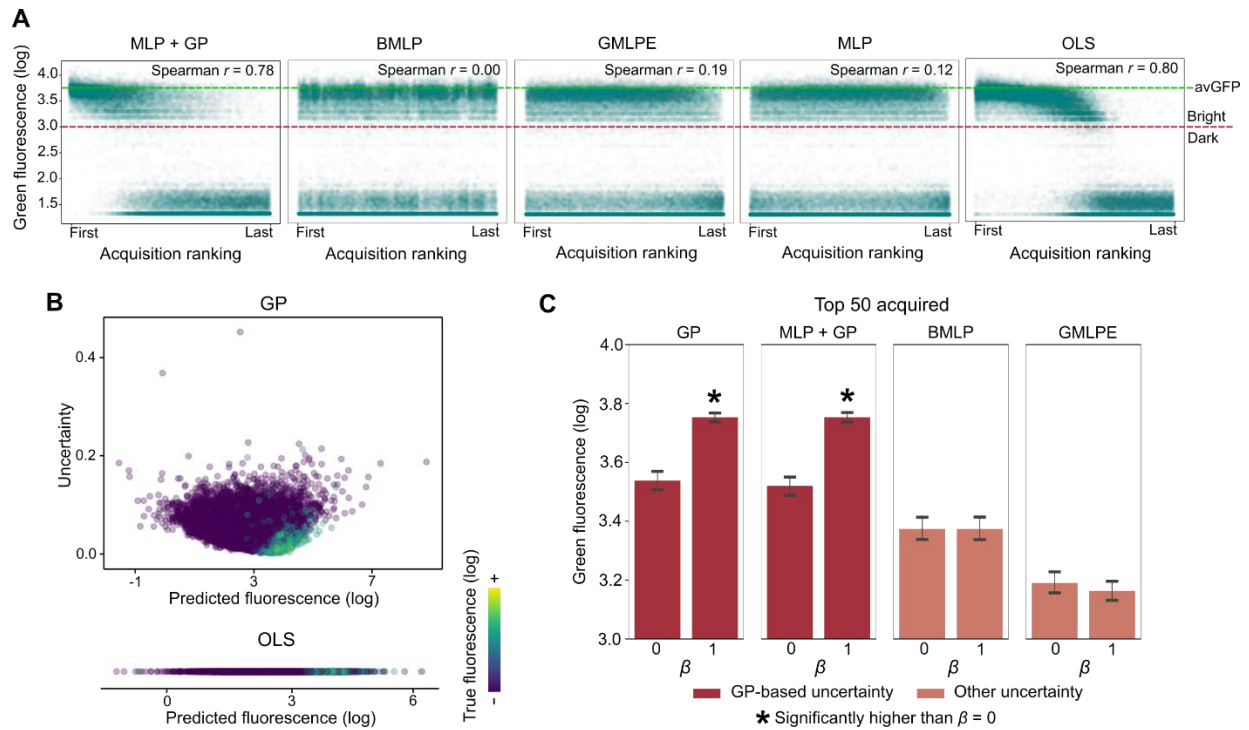 A
MLP + GP
BMLP
GMLPE
MLP
OLS
Green fluorescence (log)
4.0
3.5
3.0
2.5
2.0
1.5
Spearman r = 0.78
Spearman r = 0.00
Spearman r = 0.19
Spearman r = 0.12
Spearman r = 0.80
avGFP
Bright
Dark
First Last
First Last
First Last
First Last
First Last
Acquisition ranking
Acquisition ranking
Acquisition ranking
Acquisition ranking
Acquisition ranking
B
GP
Uncertainty
0.4
0.2
0.0
-1 3 7
Predicted fluorescence (log)
OLS
0 3 6
Predicted fluorescence (log)
True fluorescence (log)
+
-
C
Top 50 acquired
GP
MLP + GP
BMLP
GMLPE
Green fluorescence (log)
4.0
3.8
3.6
3.4
3.2
3.0
*
*
0 1
0 1
0 1
0 1
β
β
β
β
GP-based uncertainty
Other uncertainty
* Significantly higher than β = 0